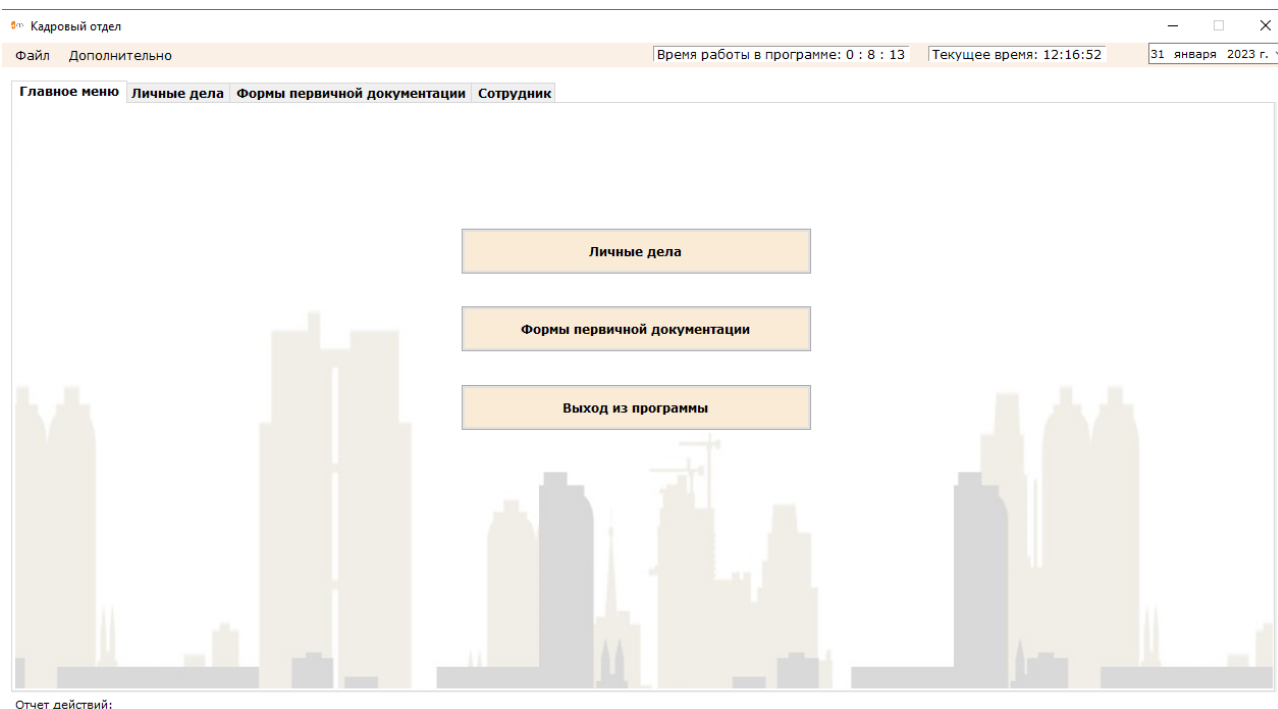 Кадровый отдел
Файл Дополнительно Время работы в программе: 0 : 8 : 13 Текущее время: 12:16:52 31 января 2023 г.
Главное меню Личные дела Формы первичной документации Сотрудник
Личные дела
Формы первичной документации
Выход из программы
Отчет действий: